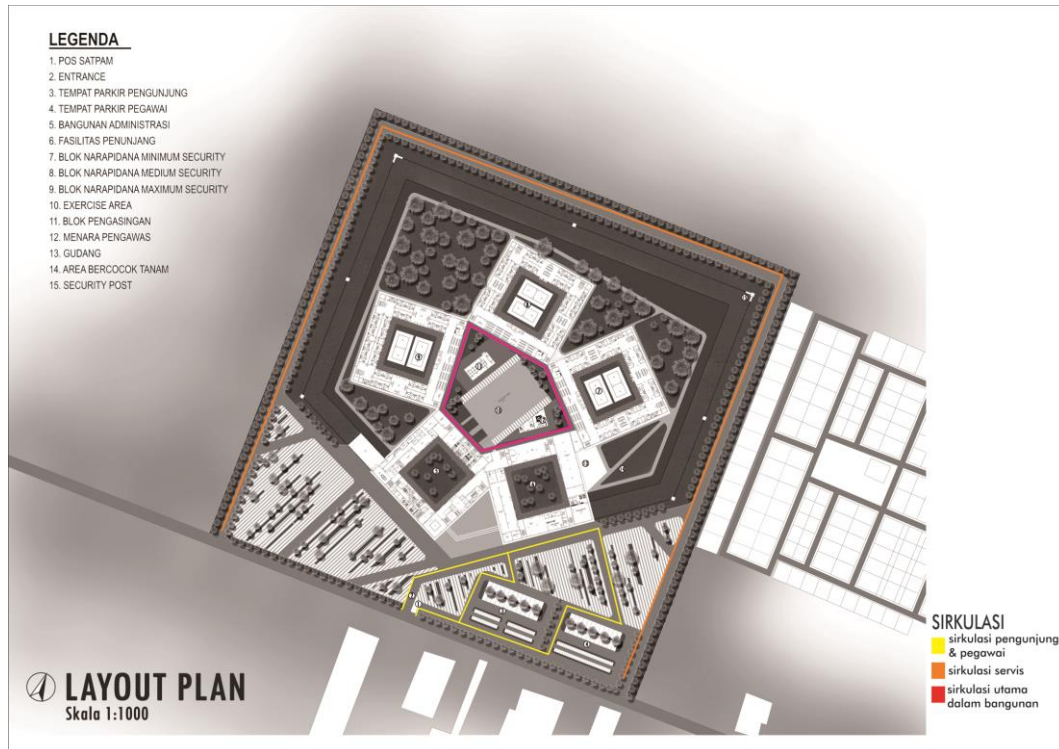 LEGENDA
1. POS SATPAM
2. ENTRANCE
3. TEMPAT PARKIR PENGUNJUNG
4. TEMPAT PARKIR PEGAWAI
5. BANGUNAN ADMINISTRASI
6. FASILITAS PENUNJANG
7. BLOK NARAPIDANA MINIMUM SECURITY
8. BLOK NARAPIDANA MEDIUM SECURITY
9. BLOK NARAPIDANA MAXIMUM SECURITY
10. EXERCISE AREA
11. BLOK PENGASINGAN
12. MENARA PENGAWAS
13. GUDANG
14. AREA BERCOCOK TANAM
15. SECURITY POST
SIRKULASI
sirkulasi pengunjung
& pegawai
sirkulasi servis
sirkulasi utama
dalam bangunan
LAYOUT PLAN
Skala 1:1000